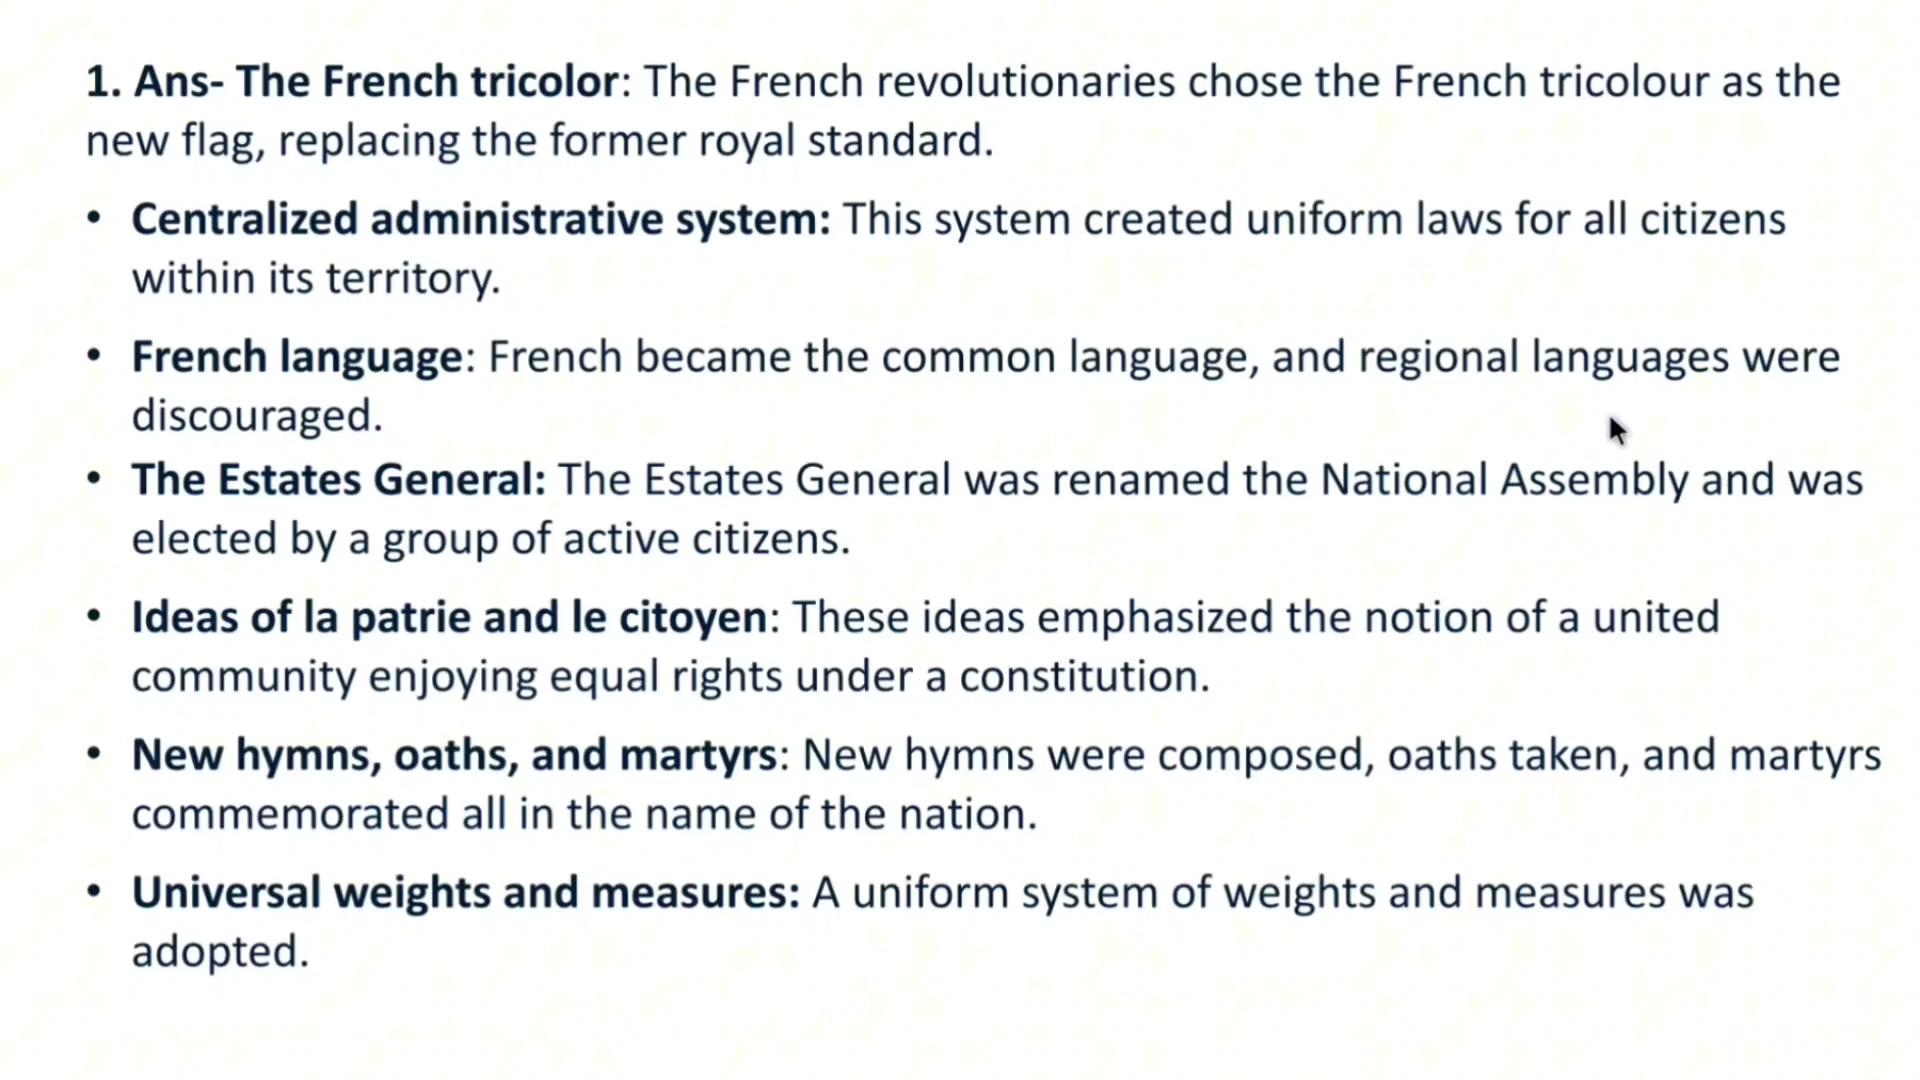 1. Ans- The French tricolor: The French revolutionaries chose the French tricolour as the
new flag, replacing the former royal standard.
• Centralized administrative system: This system created uniform laws for all citizens
within its territory.
• French language: French became the common language, and regional languages were
discouraged.
• The Estates General: The Estates General was renamed the National Assembly and was
elected by a group of active citizens.
• Ideas of la patrie and le citoyen: These ideas emphasized the notion of a united
community enjoying equal rights under a constitution.
• New hymns, oaths, and martyrs: New hymns were composed, oaths taken, and martyrs
commemorated all in the name of the nation.
• Universal weights and measures: A uniform system of weights and measures was
adopted.